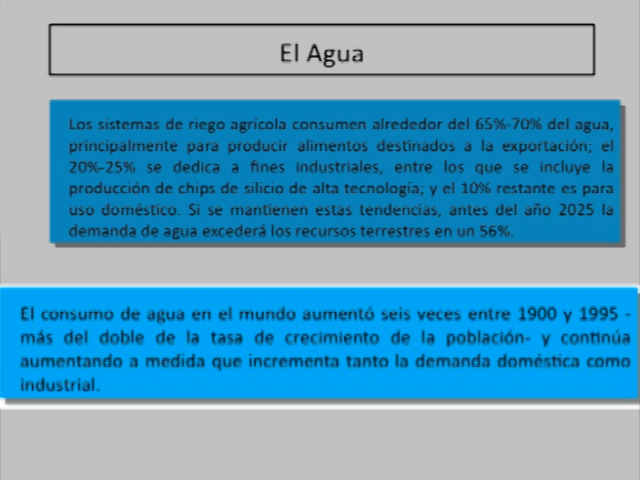 El Agua
Los sistemas de riego agrícola consumen alrededor del 65%-70% del agua,
principalmente para producir alimentos destinados a la exportación; el
20%-25% se dedica a fines industriales, entre los que se incluye la
producción de chips de silicio de alta tecnología; y el 10% restante es para
uso doméstico. Si se mantienen estas tendencias, antes del año 2025 la
demanda de agua excederá los recursos terrestres en un 56%.
El consumo de agua en el mundo aumentó seis veces entre 1900 y 1995 -
más del doble de la tasa de crecimiento de la población- y continúa
aumentando a medida que incrementa tanto la demanda doméstica como
industrial.